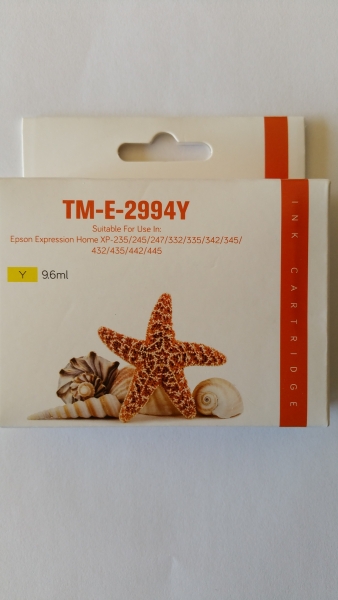 TM-E-2994Y
Suitable For Use In:
Epson Expression Home XP-235/245/247/332/335/342/345/
432/435/442/445
Y 9.6ml
INK CARTRIDGE